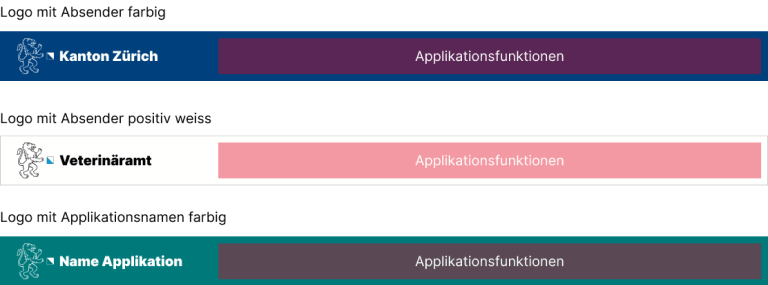 Logo mit Absender farbig
Kanton Zürich Applikationsfunktionen
Logo mit Absender positiv weiss
Veterinäramt Applikationsfunktionen
Logo mit Applikationsnamen farbig
Name Applikation Applikationsfunktionen